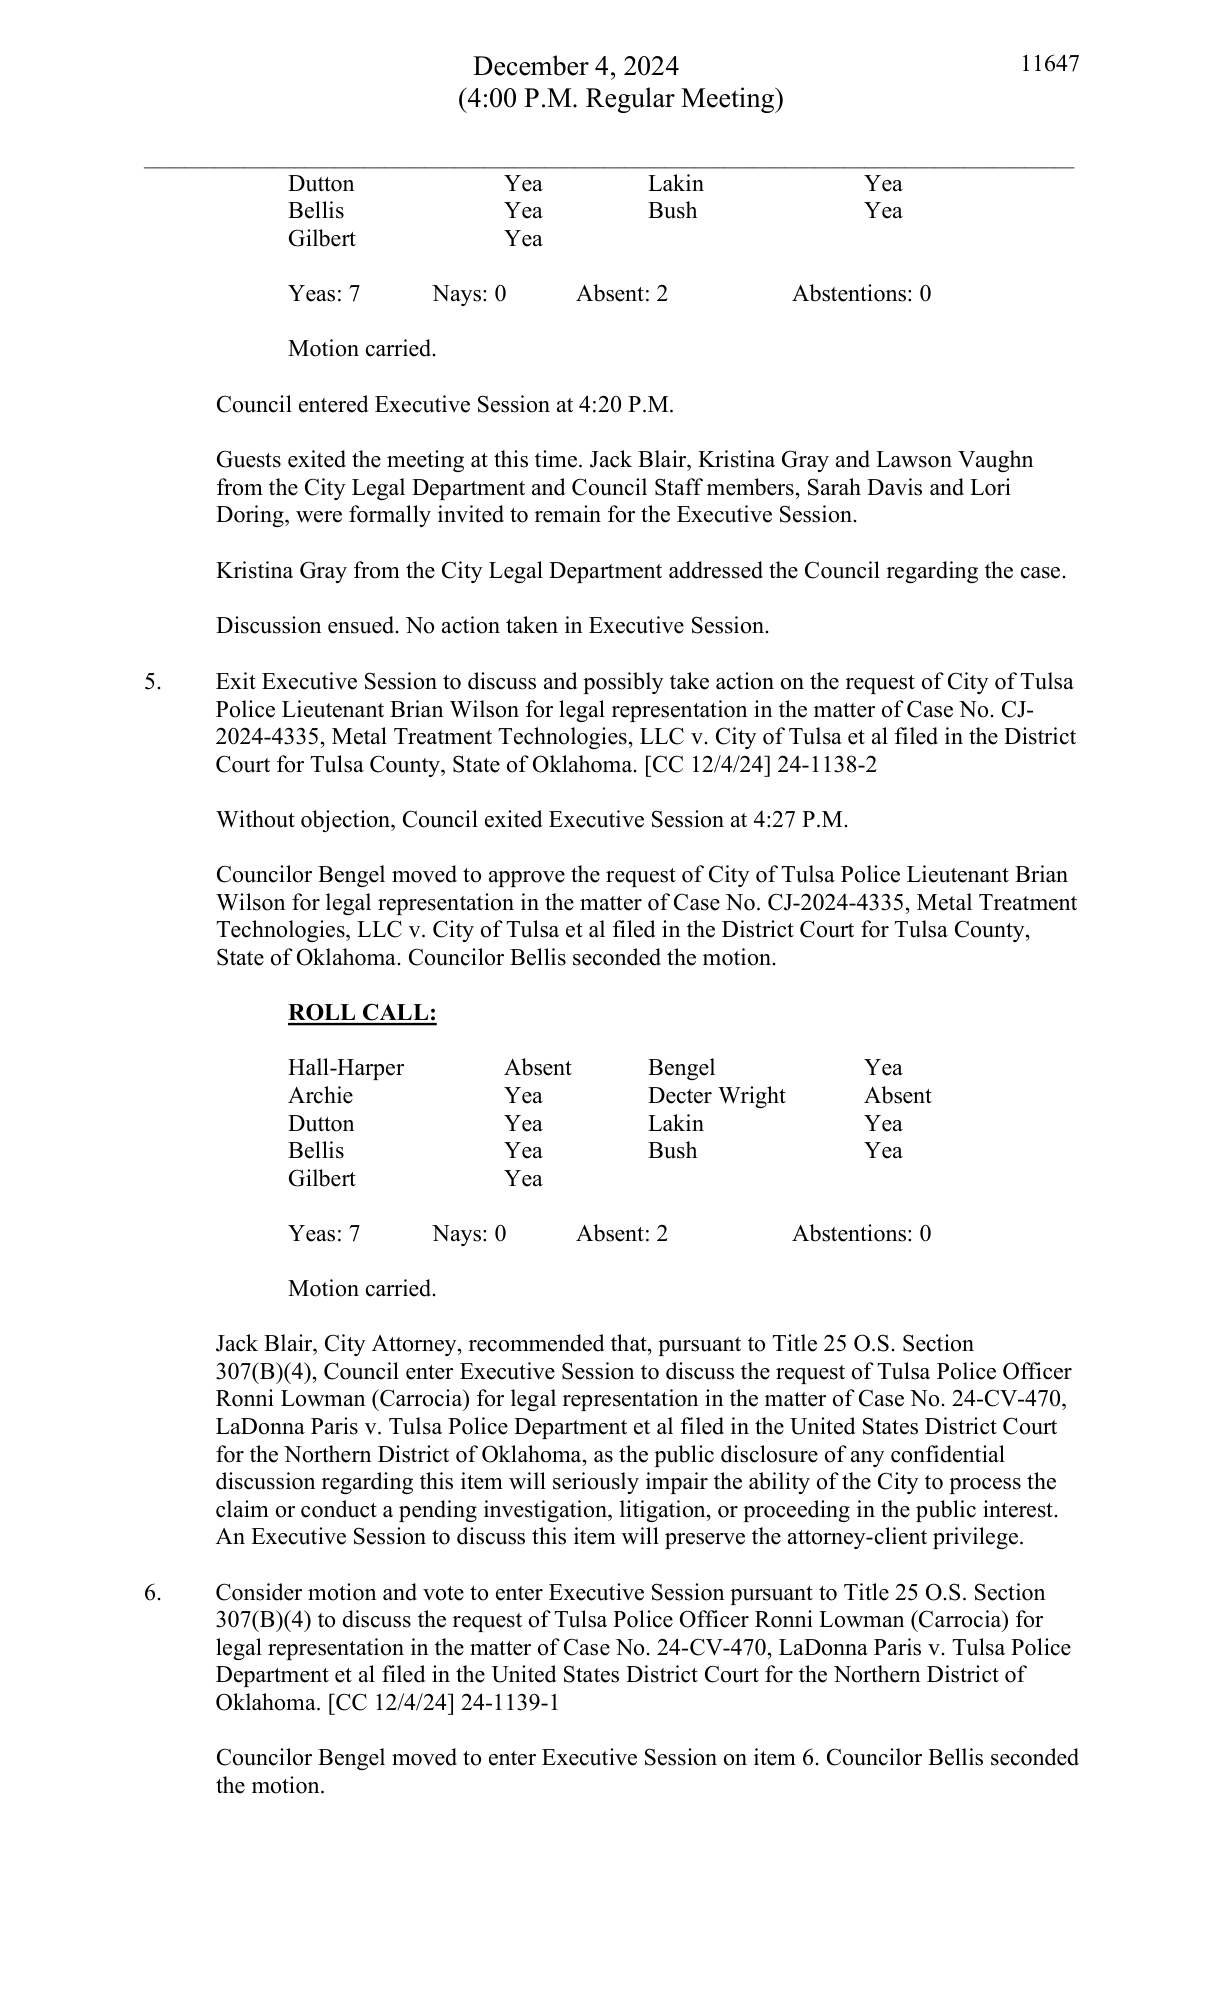 December 4, 2024 11647
(4:00 P.M. Regular Meeting)
Dutton Yea Lakin Yea
Bellis Yea Bush Yea
Gilbert Yea
Yeas: 7 Nays: 0 Absent: 2 Abstentions: 0
Motion carried.
Council entered Executive Session at 4:20 P.M.
Guests exited the meeting at this time. Jack Blair, Kristina Gray and Lawson Vaughn
from the City Legal Department and Council Staff members, Sarah Davis and Lori
Doring, were formally invited to remain for the Executive Session.
Kristina Gray from the City Legal Department addressed the Council regarding the case.
Discussion ensued. No action taken in Executive Session.
5. Exit Executive Session to discuss and possibly take action on the request of City of Tulsa
Police Lieutenant Brian Wilson for legal representation in the matter of Case No. CJ-
2024-4335, Metal Treatment Technologies, LLC v. City of Tulsa et al filed in the District
Court for Tulsa County, State of Oklahoma. [CC 12/4/24] 24-1138-2
Without objection, Council exited Executive Session at 4:27 P.M.
Councilor Bengel moved to approve the request of City of Tulsa Police Lieutenant Brian
Wilson for legal representation in the matter of Case No. CJ-2024-4335, Metal Treatment
Technologies, LLC v. City of Tulsa et al filed in the District Court for Tulsa County,
State of Oklahoma. Councilor Bellis seconded the motion.
ROLL CALL:
Hall-Harper Absent Bengel Yea
Archie Yea Decter Wright Absent
Dutton Yea Lakin Yea
Bellis Yea Bush Yea
Gilbert Yea
Yeas: 7 Nays: 0 Absent: 2 Abstentions: 0
Motion carried.
Jack Blair, City Attorney, recommended that, pursuant to Title 25 O.S. Section
307(B)(4), Council enter Executive Session to discuss the request of Tulsa Police Officer
Ronni Lowman (Carrocia) for legal representation in the matter of Case No. 24-CV-470,
LaDonna Paris v. Tulsa Police Department et al filed in the United States District Court
for the Northern District of Oklahoma, as the public disclosure of any confidential
discussion regarding this item will seriously impair the ability of the City to process the
claim or conduct a pending investigation, litigation, or proceeding in the public interest.
An Executive Session to discuss this item will preserve the attorney-client privilege.
6. Consider motion and vote to enter Executive Session pursuant to Title 25 O.S. Section
307(B)(4) to discuss the request of Tulsa Police Officer Ronni Lowman (Carrocia) for
legal representation in the matter of Case No. 24-CV-470, LaDonna Paris v. Tulsa Police
Department et al filed in the United States District Court for the Northern District of
Oklahoma. [CC 12/4/24] 24-1139-1
Councilor Bengel moved to enter Executive Session on item 6. Councilor Bellis seconded
the motion.